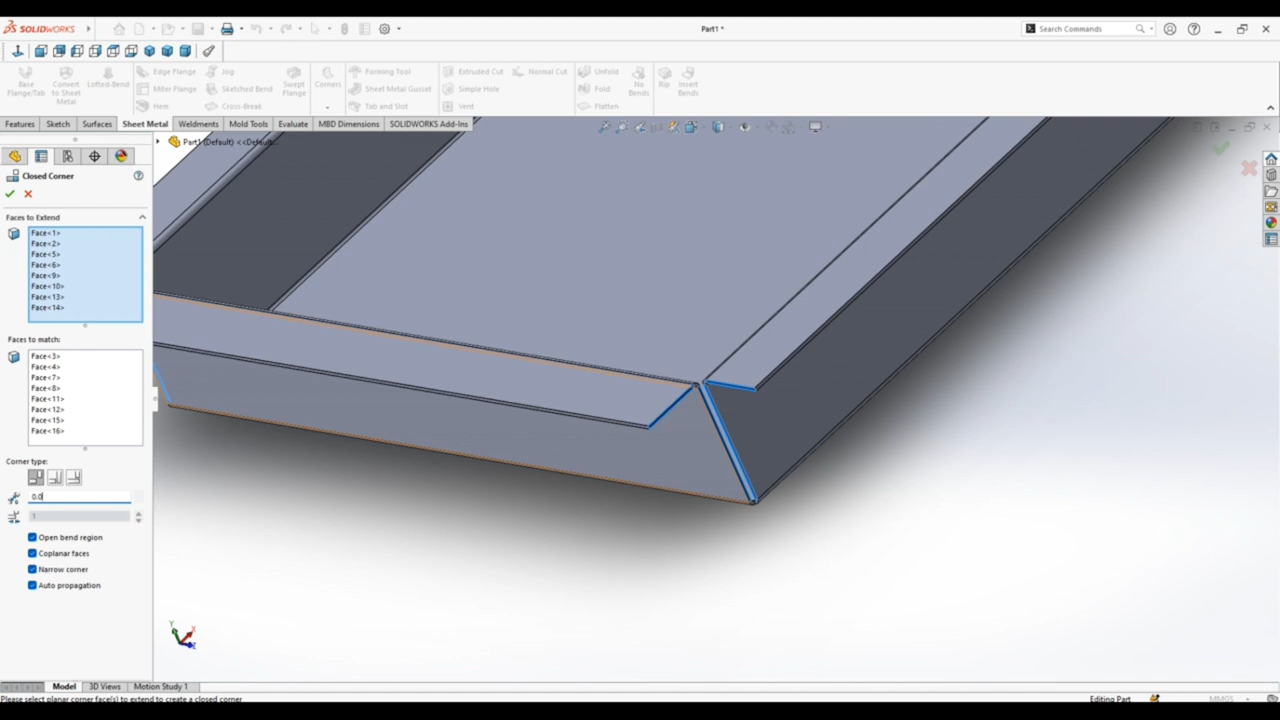 SOLIDWORKS
Part1 *
Search Commands
Base Flange/Tab
Convert to Sheet Metal
Lofted-Bend
Edge Flange
Miter Flange
Hem
Jog
Sketched Bend
Cross-Break
Swept Flange
Corners
Forming Tool
Sheet Metal Gusset
Tab and Slot
Extruded Cut
Simple Hole
Vent
Normal Cut
Unfold
Fold
Flatten
No Bends
Rip
Insert Bends
Features
Sketch
Surfaces
Sheet Metal
Weldments
Mold Tools
Evaluate
MBD Dimensions
SOLIDWORKS Add-Ins
Part1 (Default) <<Default...
Closed Corner
Faces to Extend
Face<1>
Face<2>
Face<5>
Face<6>
Face<9>
Face<10>
Face<13>
Face<14>
Faces to match:
Face<3>
Face<4>
Face<7>
Face<8>
Face<11>
Face<12>
Face<15>
Face<16>
Corner type:
0.0
1
Open bend region
Coplanar faces
Narrow corner
Auto propagation
Y
X
Z
Model
3D Views
Motion Study 1
Please select planar corner face(s) to extend to create a closed corner
Editing Part
MMGS